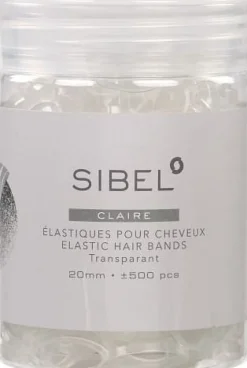 SIBEL
CLAIRE
ÉLASTIQUES POUR CHEVEUX
ELASTIC HAIR BANDS
Transparant
20mm • ±500 pcs